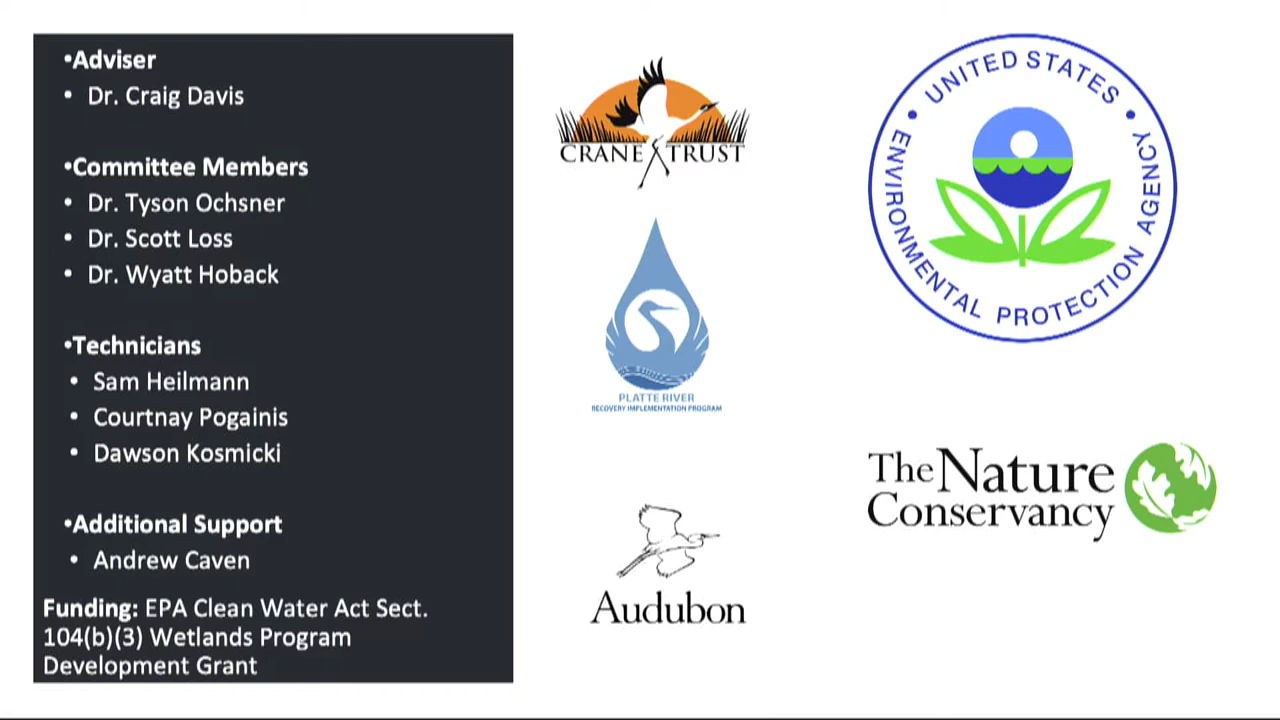 •Adviser
• Dr. Craig Davis
•Committee Members
• Dr. Tyson Ochsner
• Dr. Scott Loss
• Dr. Wyatt Hoback
•Technicians
• Sam Heilmann
• Courtnay Pogainis
• Dawson Kosmicki
•Additional Support
• Andrew Caven
Funding: EPA Clean Water Act Sect.
104(b)(3) Wetlands Program
Development Grant
CRANE TRUST
PLATTE RIVER
RECOVERY IMPLEMENTATION PROGRAM
Audubon
• UNITED STATES •
ENVIRONMENTAL PROTECTION AGENCY
The Nature
Conservancy